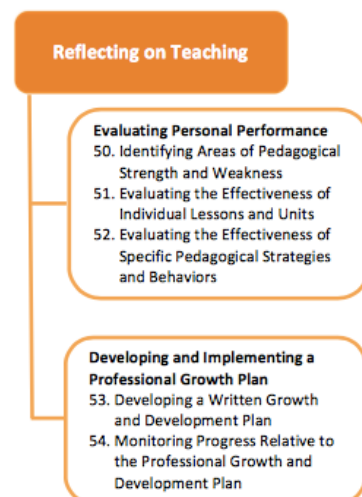 Reflecting on Teaching
Evaluating Personal Performance
50. Identifying Areas of Pedagogical
Strength and Weakness
51. Evaluating the Effectiveness of
Individual Lessons and Units
52. Evaluating the Effectiveness of
Specific Pedagogical Strategies
and Behaviors
Developing and Implementing a
Professional Growth Plan
53. Developing a Written Growth
and Development Plan
54. Monitoring Progress Relative to
the Professional Growth and
Development Plan